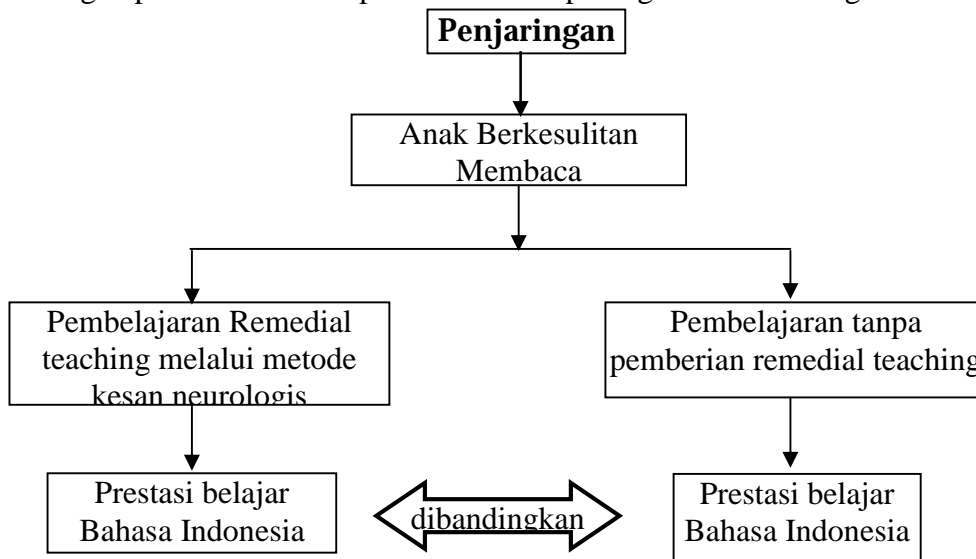 Penjaringan
Anak Berkesulitan
Membaca
Pembelajaran Remedial
teaching melalui metode
kesan neurologis
Pembelajaran tanpa
pemberian remedial teaching
Prestasi belajar
Bahasa Indonesia
dibandingkan
Prestasi belajar
Bahasa Indonesia